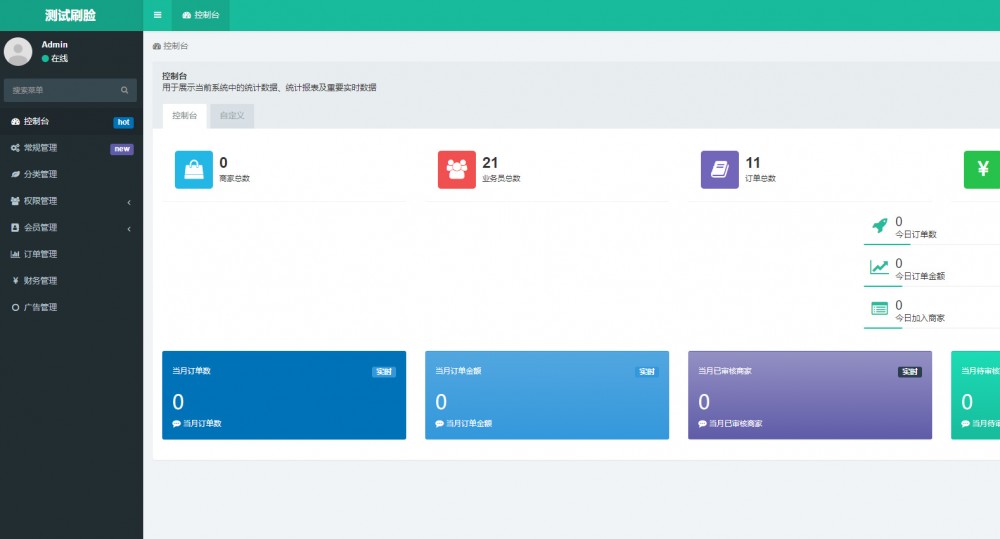 测试刷脸
控制台
Admin
在线
控制台
搜索菜单
控制台
用于展示当前系统中的统计数据、统计报表及重要实时数据
控制台 自定义
控制台 hot
常规管理 new
分类管理
权限管理
会员管理
订单管理
财务管理
广告管理
0
商家总数
21
业务员总数
11
订单总数
¥
0
今日订单数
0
今日订单金额
0
今日加入商家
当月订单数 实时
0
当月订单数
当月订单金额 实时
0
当月订单金额
当月已审核商家 实时
0
当月已审核商家
当月待审核
0
当月待审